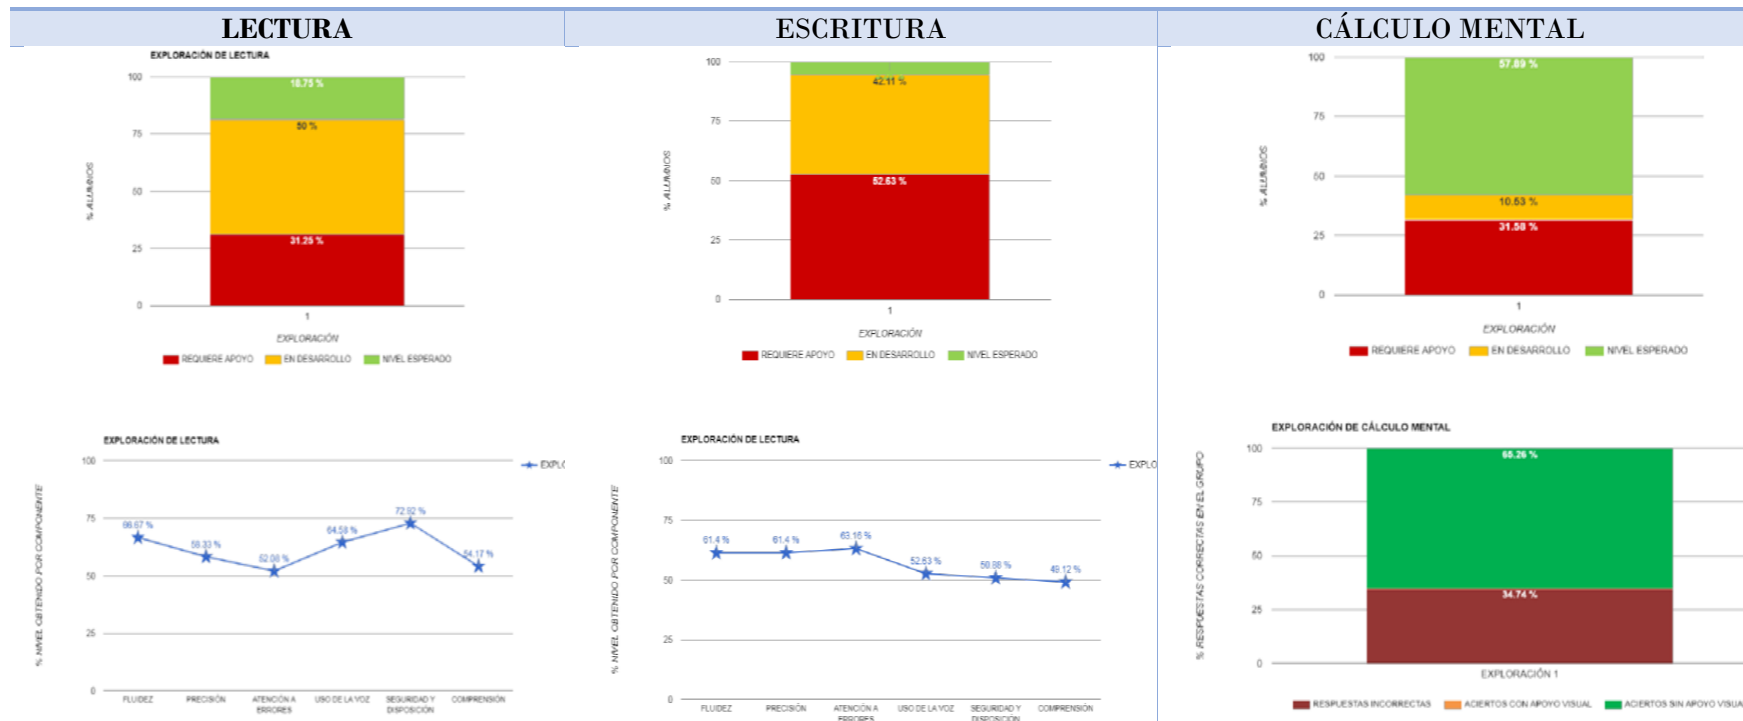 LECTURA
ESCRITURA
CÁLCULO MENTAL
EXPLORACIÓN DE LECTURA
100
18.75 %
75
50 %
50
31.25 %
25
0
% ALUMNOS
1
EXPLORACIÓN
REQUIERE APOYO EN DESARROLLO NIVEL ESPERADO
100
42.11 %
75
50
52.63 %
25
0
% ALUMNOS
1
EXPLORACIÓN
REQUIERE APOYO EN DESARROLLO NIVEL ESPERADO
100
57.89 %
75
50
10.53 %
31.58 %
25
0
% ALUMNOS
1
EXPLORACIÓN
REQUIERE APOYO EN DESARROLLO NIVEL ESPERADO
EXPLORACIÓN DE LECTURA
100
75
50
25
0
% NIVEL OBTENIDO POR COMPONENTE
66.67 %
58.33 %
52.08 %
64.58 %
72.92 %
54.17 %
FLUIDEZ
PRECISIÓN
ATENCIÓN A
ERRORES
USO DE LA VOZ
SEGURIDAD Y
DISPOSICIÓN
COMPRENSIÓN
EXPLORACIÓN DE LECTURA
100
75
50
25
0
% NIVEL OBTENIDO POR COMPONENTE
61.4 %
61.4 %
63.16 %
52.63 %
49.12 %
FLUIDEZ
PRECISIÓN
ATENCIÓN A
ERRORES
USO DE LA VOZ
SEGURIDAD Y
DISPOSICIÓN
COMPRENSIÓN
EXPLORACIÓN DE CÁLCULO MENTAL
100
65.26 %
75
50
34.74 %
25
0
% RESPUESTAS CORRECTAS EN EL GRUPO
EXPLORACIÓN 1
RESPUESTAS INCORRECTAS ACIERTOS CON APOYO VISUAL ACIERTOS SIN APOYO VISUA